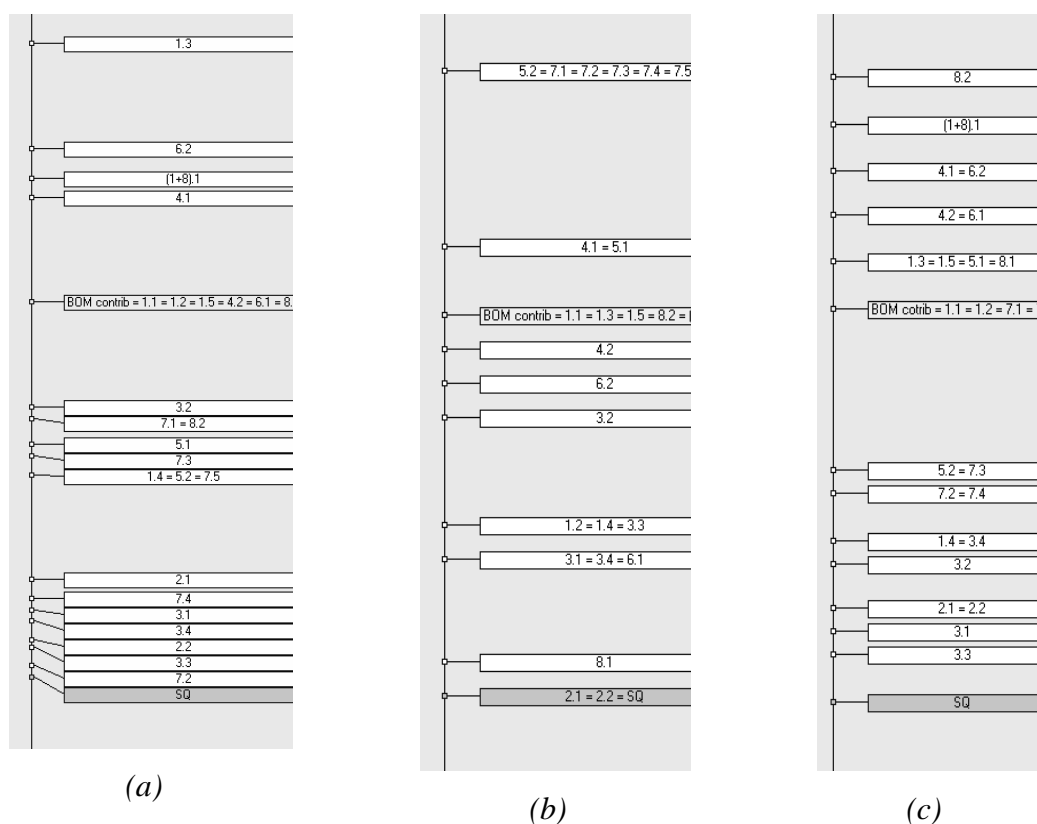 1.3
6.2
(1+8).1
4.1
BOM contrib = 1.1 = 1.2 = 1.5 = 4.2 = 6.1 = 8.
3.2
7.1 = 8.2
5.1
7.3
1.4 = 5.2 = 7.5
2.1
7.4
3.1
3.4
2.2
3.3
7.2
SQ
(a)
5.2 = 7.1 = 7.2 = 7.3 = 7.4 = 7.5
4.1 = 5.1
BOM contrib = 1.1 = 1.3 = 1.5 = 8.2 = (
4.2
6.2
3.2
1.2 = 1.4 = 3.3
3.1 = 3.4 = 6.1
8.1
2.1 = 2.2 = SQ
(b)
8.2
(1+8).1
4.1 = 6.2
4.2 = 6.1
1.3 = 1.5 = 5.1 = 8.1
BOM cotrib = 1.1 = 1.2 = 7.1 =
5.2 = 7.3
7.2 = 7.4
1.4 = 3.4
3.2
2.1 = 2.2
3.1
3.3
SQ
(c)